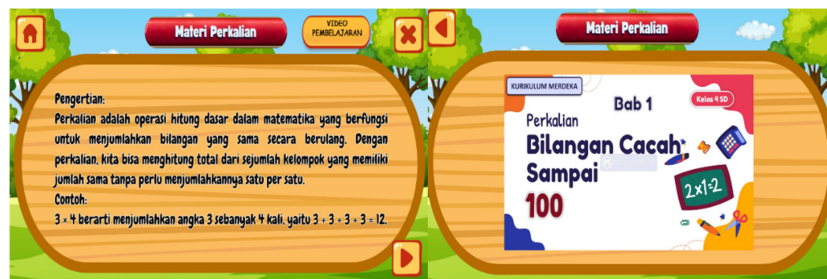 Materi Perkalian
VIDEO
PEMBELAJARAN
Pengertian:
Perkalian adalah operasi hitung dasar dalam matematika yang berfungsi
untuk menjumlahkan bilangan yang sama secara berulang. Dengan
perkalian, kita bisa menghitung total dari sejumlah kelompok yang memiliki
jumlah sama tanpa perlu menjumlahkannya satu per satu.
Contoh:
3 × 4 berarti menjumlahkan angka 3 sebanyak 4 kali, yaitu 3 + 3 + 3 + 3 = 12.
Materi Perkalian
KURIKULUM MERDEKA
Bab 1
Kelas 4 SD
Perkalian
Bilangan Cacah
Sampai
100
2x1=2